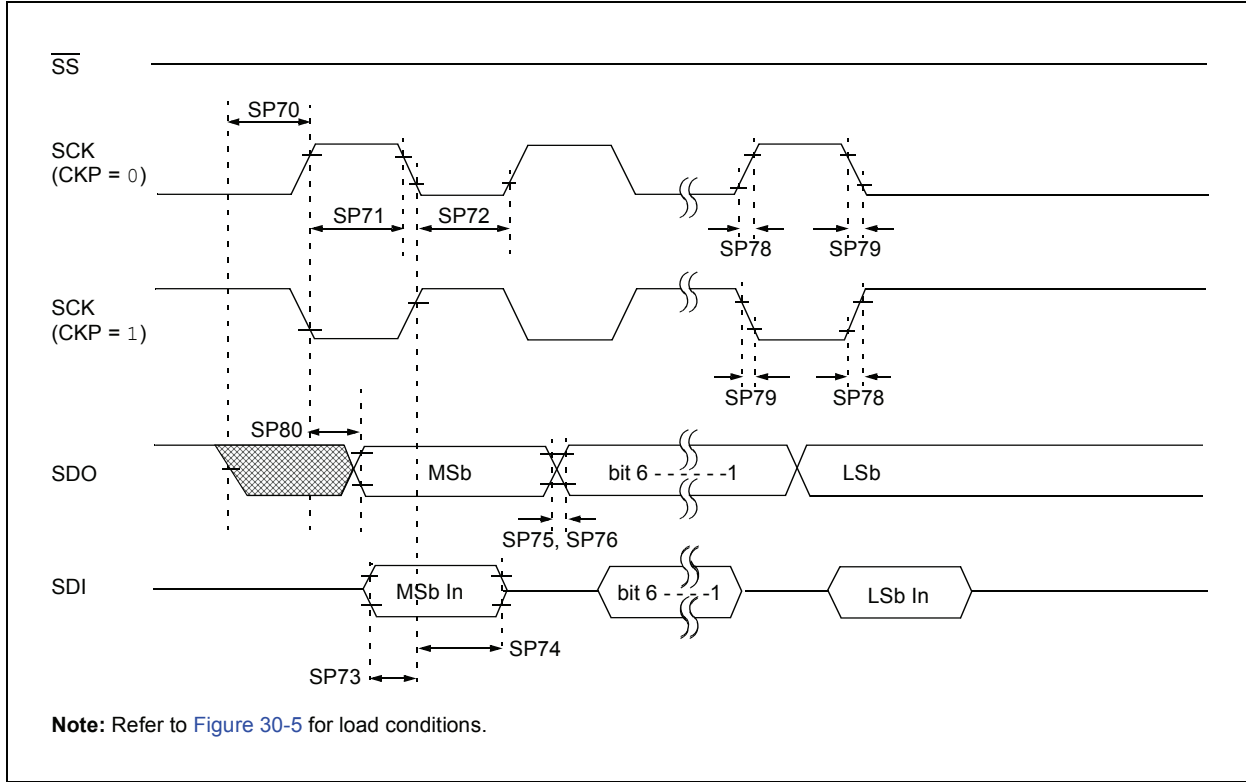 SS
SP70
SCK
(CKP = 0)
SP71
SP72
SP78
SP79
SCK
(CKP = 1)
SP79
SP78
SP80
SDO
MSb
bit 6 - - - - - -1
LSb
SP75, SP76
SDI
MSb In
bit 6 - - - -1
LSb In
SP74
SP73
Note: Refer to Figure 30-5 for load conditions.